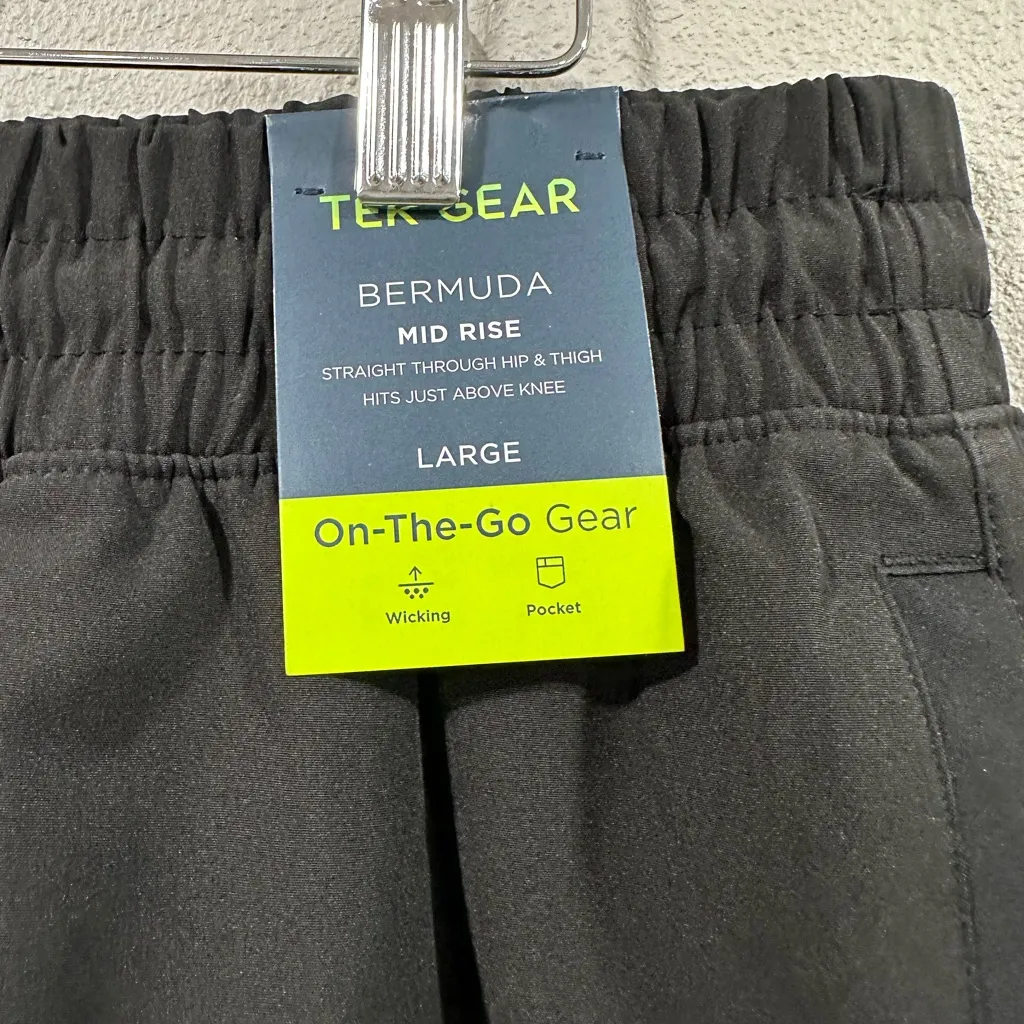 TEK GEAR
BERMUDA
MID RISE
STRAIGHT THROUGH HIP & THIGH
HITS JUST ABOVE KNEE
LARGE
On-The-Go Gear
Wicking
Pocket